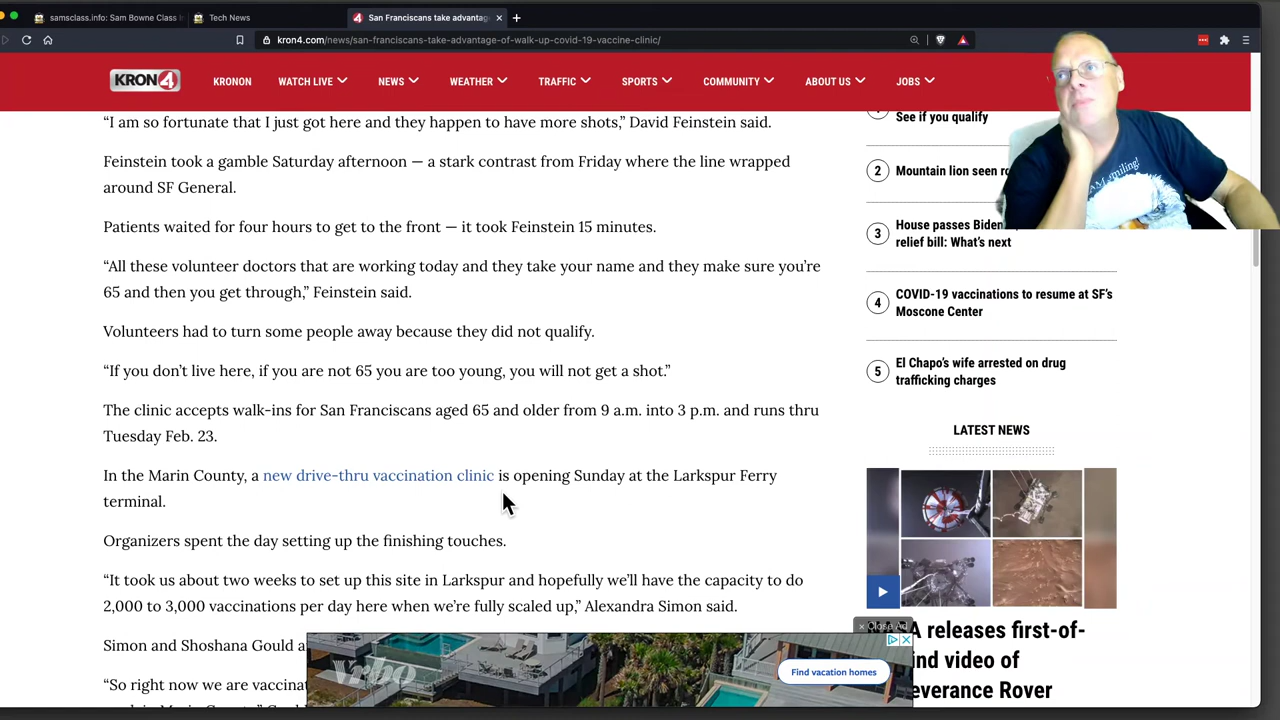 samsclass.info: Sam Bowne Class I
Tech News
San Franciscans take advantag
kron4.com/news/san-franciscans-take-advantage-of-walk-up-covid-19-vaccine-clinic/
KRON4
KRONON
WATCH LIVE
NEWS
WEATHER
TRAFFIC
SPORTS
COMMUNITY
ABOUT US
JOBS
“I am so fortunate that I just got here and they happen to have more shots,” David Feinstein said.
Feinstein took a gamble Saturday afternoon — a stark contrast from Friday where the line wrapped
around SF General.
Patients waited for four hours to get to the front — it took Feinstein 15 minutes.
“All these volunteer doctors that are working today and they take your name and they make sure you’re
65 and then you get through,” Feinstein said.
Volunteers had to turn some people away because they did not qualify.
“If you don’t live here, if you are not 65 you are too young, you will not get a shot.”
The clinic accepts walk-ins for San Franciscans aged 65 and older from 9 a.m. into 3 p.m. and runs thru
Tuesday Feb. 23.
In the Marin County, a new drive-thru vaccination clinic is opening Sunday at the Larkspur Ferry
terminal.
Organizers spent the day setting up the finishing touches.
“It took us about two weeks to set up this site in Larkspur and hopefully we’ll have the capacity to do
2,000 to 3,000 vaccinations per day here when we’re fully scaled up,” Alexandra Simon said.
Simon and Shoshana Gould a
“So right now we are vaccinat
See if you qualify
2 Mountain lion seen
3 House passes Biden
relief bill: What’s next
4 COVID-19 vaccinations to resume at SF’s
Moscone Center
5 El Chapo’s wife arrested on drug
trafficking charges
LATEST NEWS
A releases first-of-
ind video of
everance Rover
× Close Ad
Vrbo
Find vacation homes
I AM smiling!